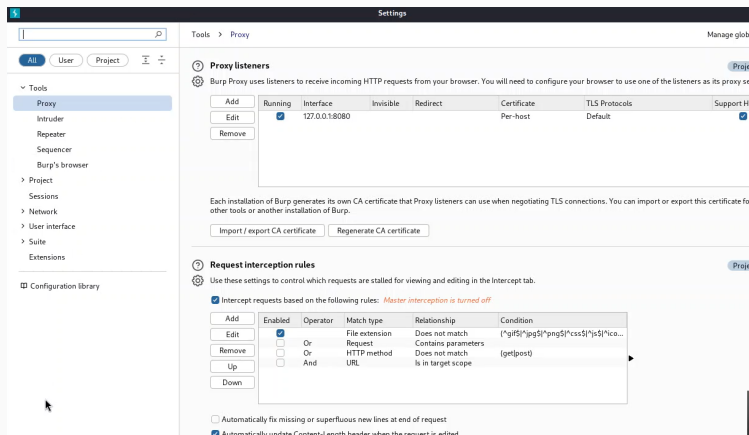 Settings
Tools > Proxy
Manage glob
All
User
Project
Tools
Proxy
Intruder
Repeater
Sequencer
Burp's browser
Project
Sessions
Network
User interface
Suite
Extensions
Configuration library
Proxy listeners
Proje
Burp Proxy uses listeners to receive incoming HTTP requests from your browser. You will need to configure your browser to use one of the listeners as its proxy se
Add
Edit
Remove
Running Interface Invisible Redirect Certificate TLS Protocols Support H
127.0.0.1:8080 Per-host Default
Each installation of Burp generates its own CA certificate that Proxy listeners can use when negotiating TLS connections. You can import or export this certificate fo
other tools or another installation of Burp.
Import / export CA certificate
Regenerate CA certificate
Request interception rules
Proje
Use these settings to control which requests are stalled for viewing and editing in the Intercept tab.
Intercept requests based on the following rules: Master interception is turned off
Add
Edit
Remove
Up
Down
Enabled Operator Match type Relationship Condition
File extension Does not match (^gif$|^jpg$|^png$|^css$|^js$|^ico...
Or Request Contains parameters
Or HTTP method Does not match (get|post)
And URL Is in target scope
Automatically fix missing or superfluous new lines at end of request
Automatically update Content-Length header when the request is edited